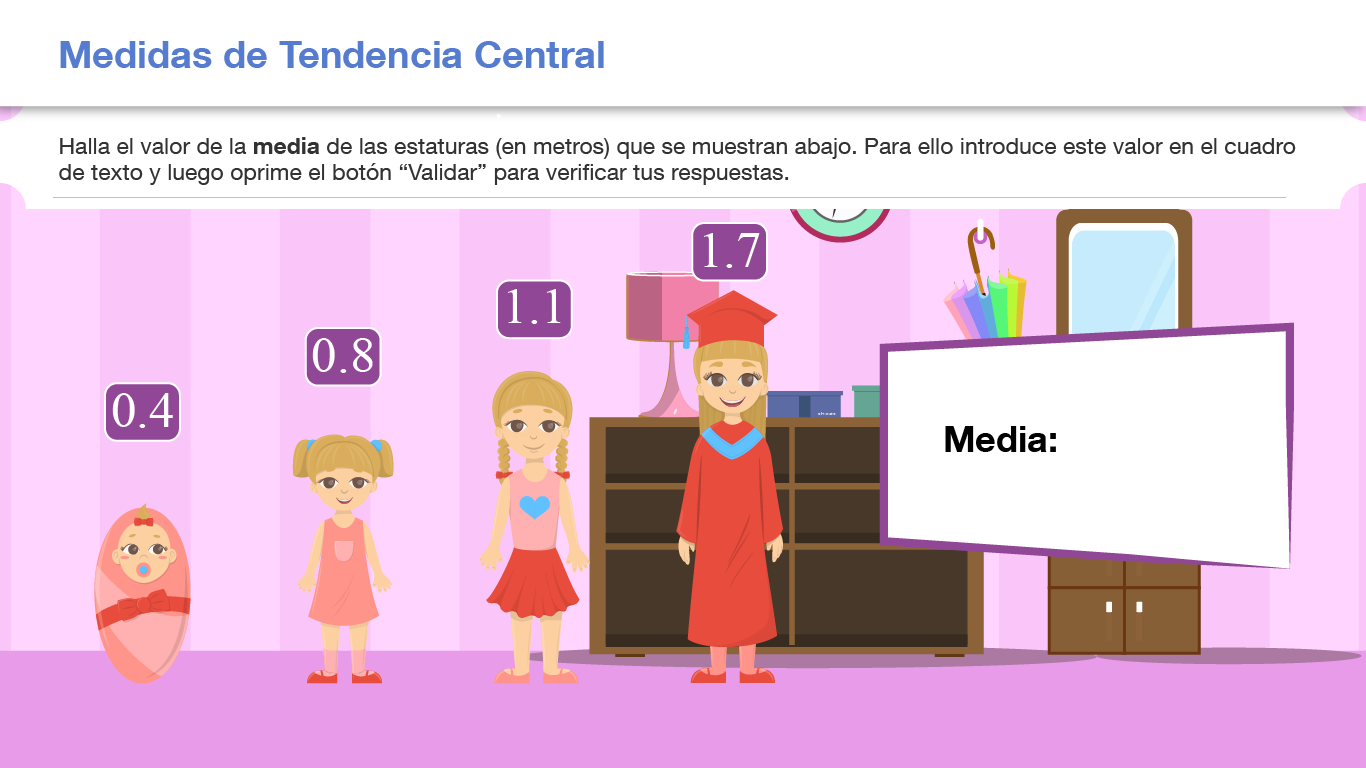 Medidas de Tendencia Central
Halla el valor de la media de las estaturas (en metros) que se muestran abajo. Para ello introduce este valor en el cuadro
de texto y luego oprime el botón “Validar” para verificar tus respuestas.
1.7
1.1
0.8
0.4
Media: